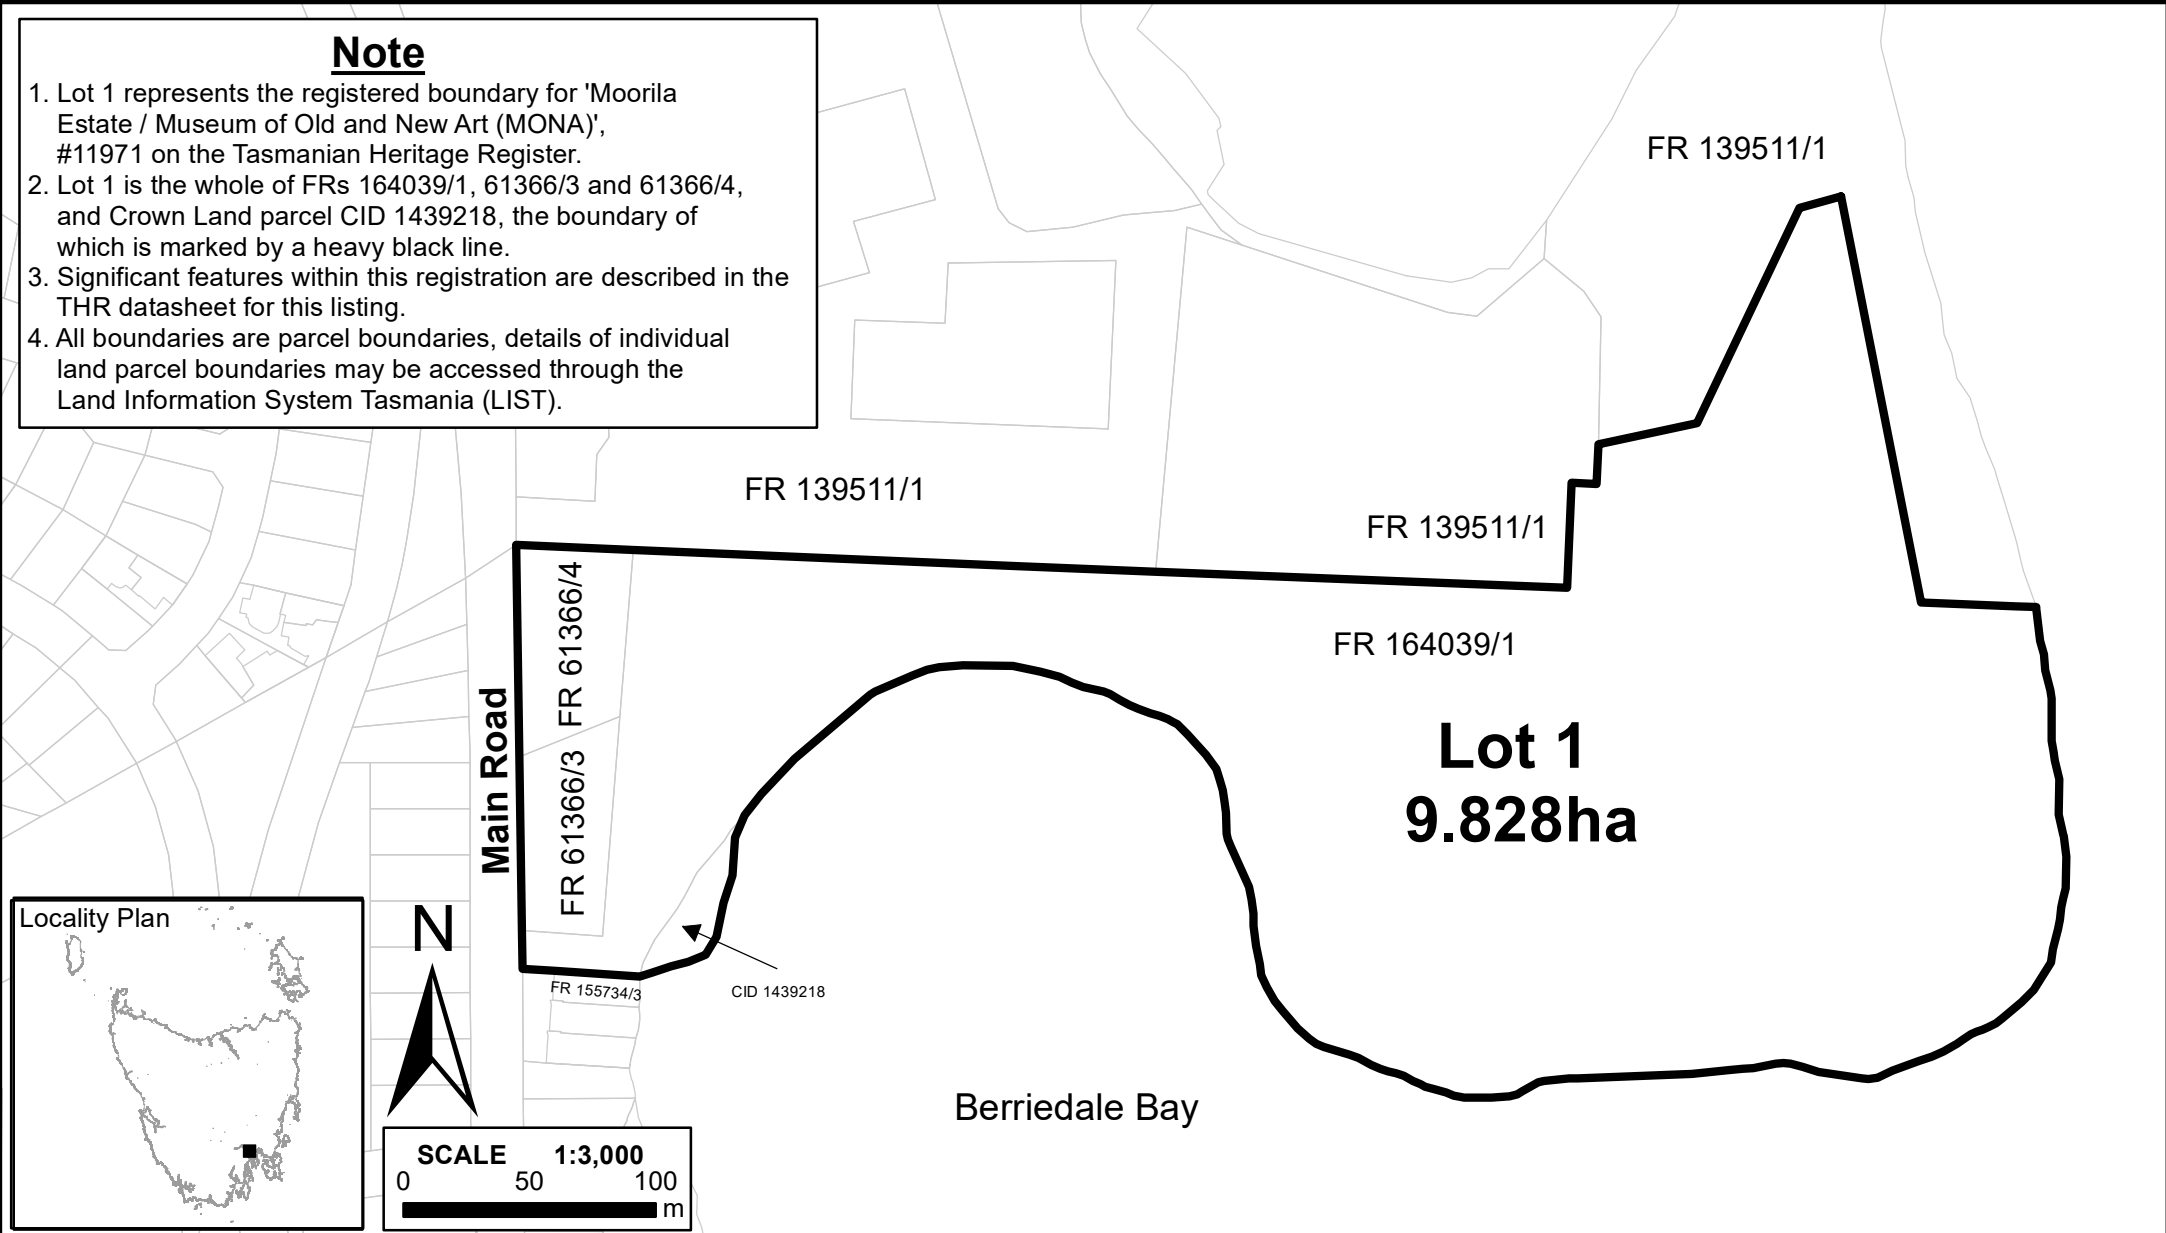 Note
1. Lot 1 represents the registered boundary for 'Moorila
Estate / Museum of Old and New Art (MONA)',
#11971 on the Tasmanian Heritage Register.
2. Lot 1 is the whole of FRs 164039/1, 61366/3 and 61366/4,
and Crown Land parcel CID 1439218, the boundary of
which is marked by a heavy black line.
3. Significant features within this registration are described in the
THR datasheet for this listing.
4. All boundaries are parcel boundaries, details of individual
land parcel boundaries may be accessed through the
Land Information System Tasmania (LIST).
FR 139511/1
FR 139511/1
FR 139511/1
FR 61366/4
FR 164039/1
Main Road
FR 61366/3
Lot 1
9.828ha
Locality Plan
N
FR 155734/3
CID 1439218
Berriedale Bay
SCALE 1:3,000
0 50 100
m